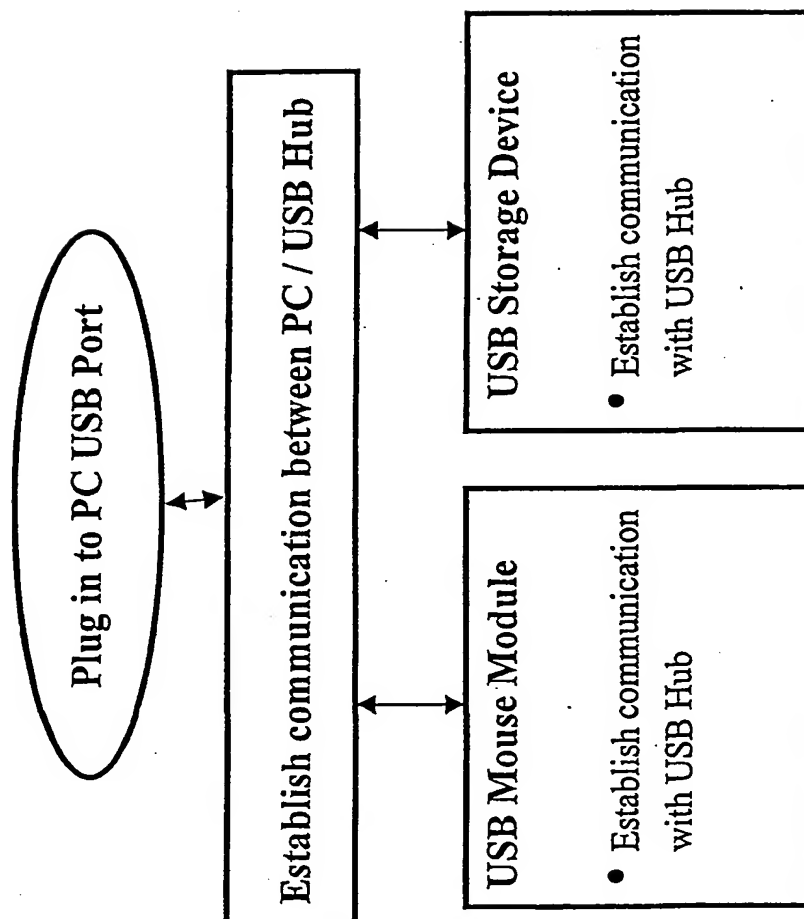 Plug in to PC USB Port
Establish communication between PC / USB Hub
USB Mouse Module
• Establish communication
with USB Hub
USB Storage Device
• Establish communication
with USB Hub